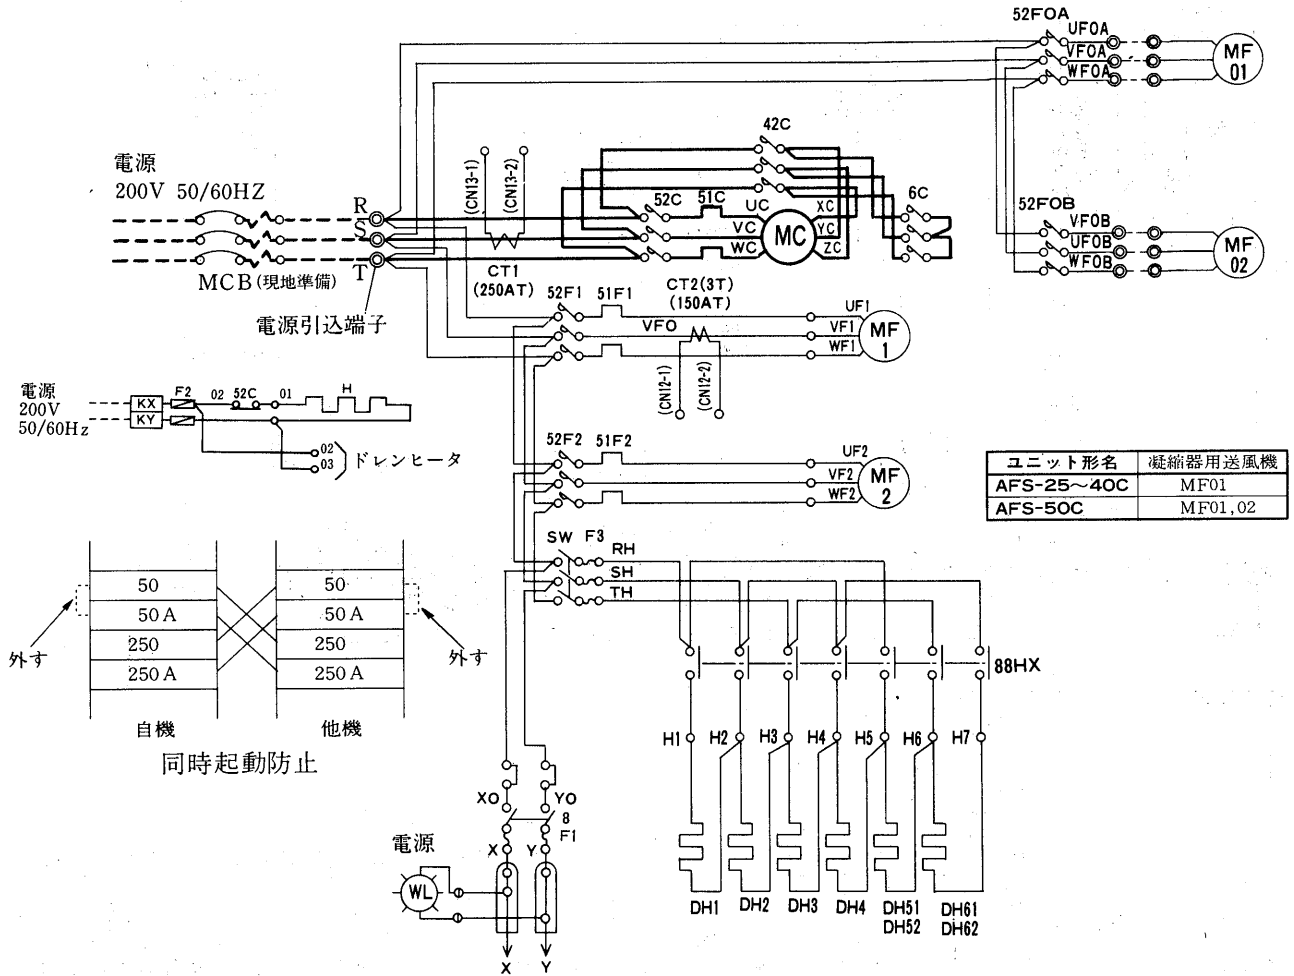 52FOA
UFOA
VFOA
WFOA
MF
01
42C
電源
200V 50/60HZ
(CN13-1)
(CN13-2)
R
S
T
52C
51C
UC
VC
WC
MC
XC
YC
ZC
6C
52FOB
VFOB
UFOB
WFOB
MF
02
MCB(現地準備)
電源引込端子
CT1
(250AT)
CT2(3T)
(150AT)
52F1
51F1
VFO
UF1
VF1
WF1
MF
1
(CN12-1)
(CN12-2)
電源
200V
50/60Hz
KX
KY
F2
02
52C
01
H
02
03
ドレンヒータ
52F2
51F2
UF2
VF2
WF2
MF
2
ユニット形名 凝縮器用送風機
AFS-25〜40C MF01
AFS-50C MF01,02
SW
F3
RH
SH
TH
50
50A
250
250A
50
50A
250
250A
外す
外す
自機
他機
同時起動防止
88HX
H1
H2
H3
H4
H5
H6
H7
XO
YO
8
F1
X
Y
電源
WL
DH1
DH2
DH3
DH4
DH51
DH52
DH61
DH62
X
Y